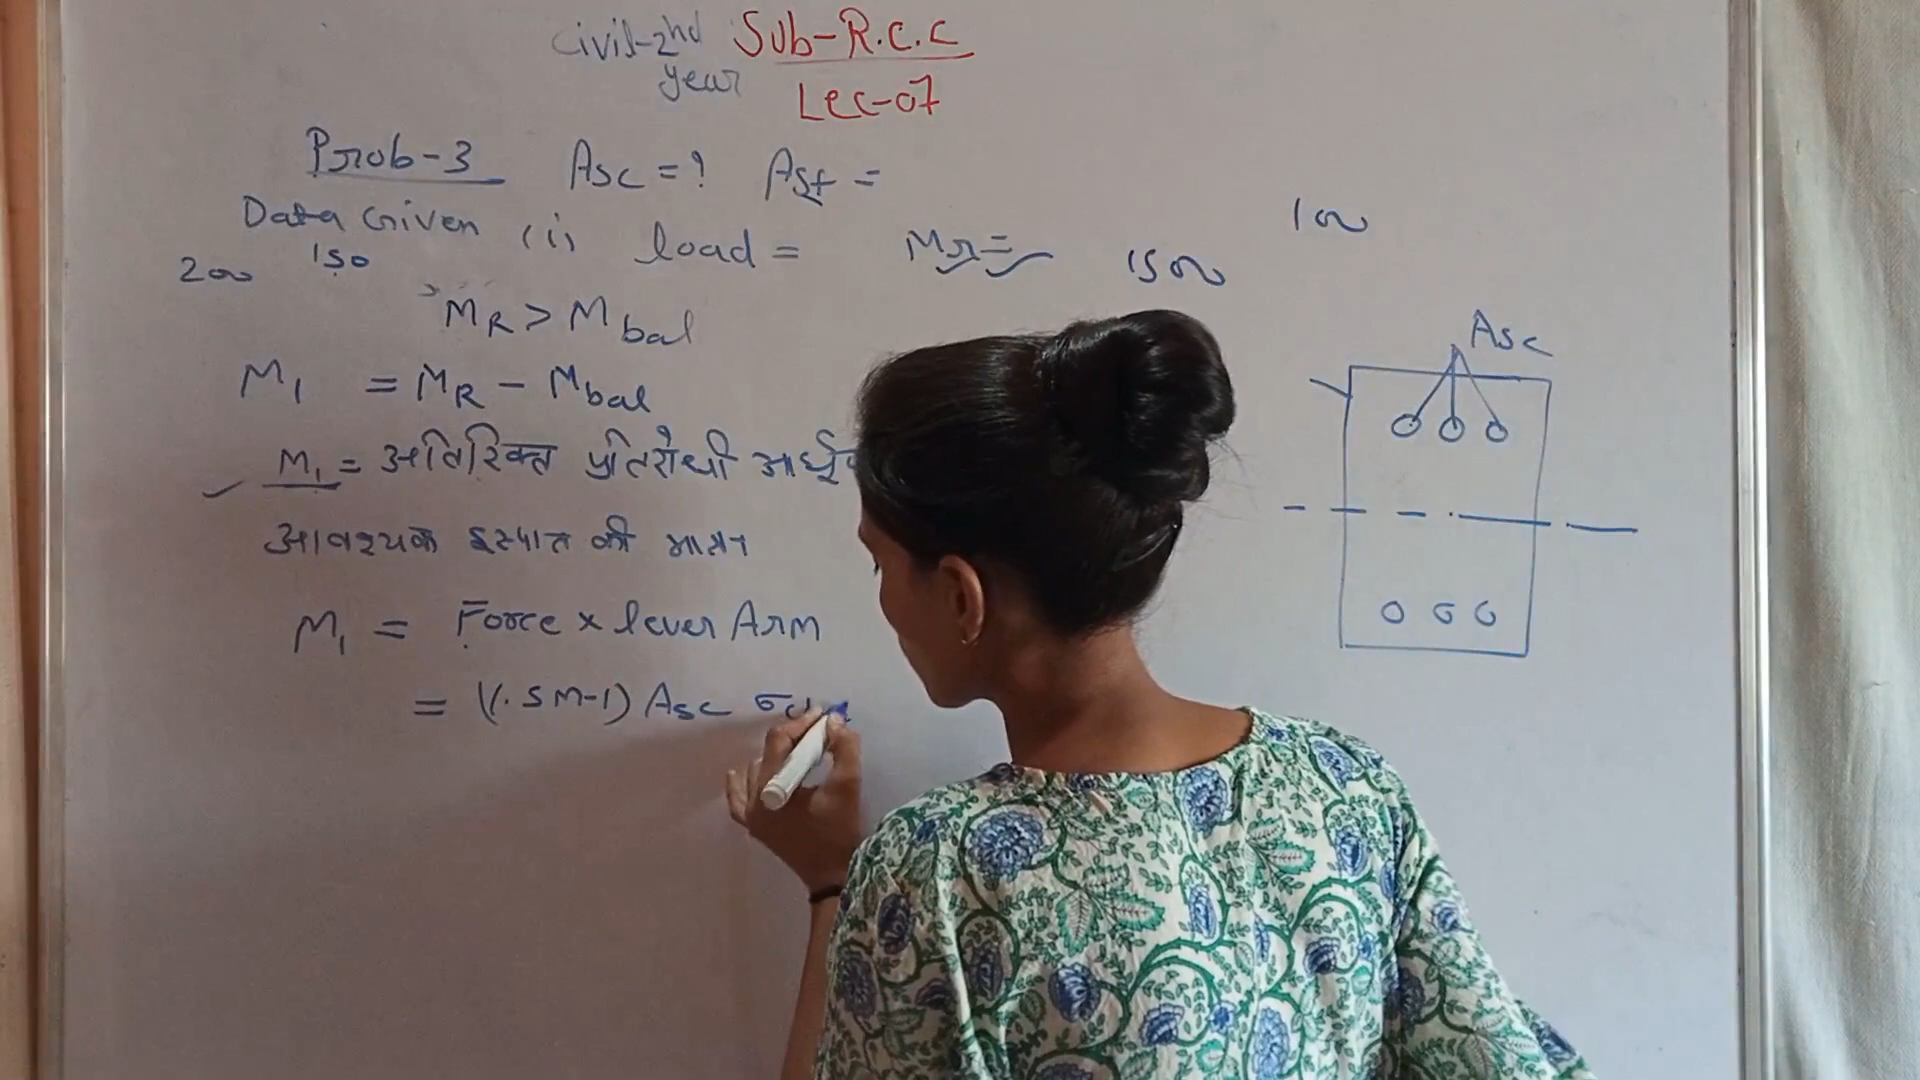 Civil-2nd year
Sub-R.C.C
Lec-07
Prob-3 Asc = ? Ast =
Data Given (i) load = Mr =
200 150 1500 100
MR > Mbal
M1 = MR - Mbal
M1 = अतिरिक्त प्रतिरोधी
आवश्यक इस्पात की मात्रा
M1 = Force x lever Arm
= (1.5m-1) Asc
Asc